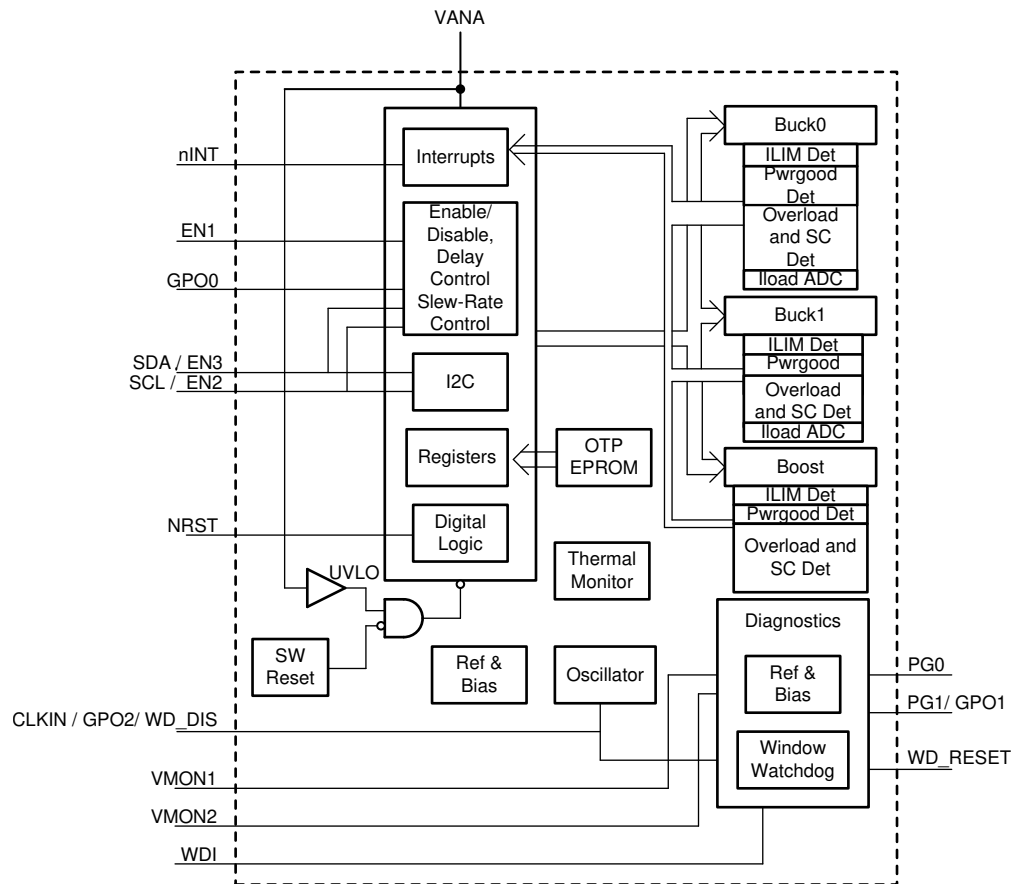 VANA
nINT
EN1
GPO0
SDA / EN3
SCL / EN2
NRST
CLKIN / GPO2/ WD_DIS
VMON1
VMON2
WDI
Interrupts
Enable/
Disable,
Delay
Control
Slew-Rate
Control
I2C
Registers
Digital
Logic
UVLO
SW
Reset
Ref &
Bias
OTP
EPROM
Thermal
Monitor
Oscillator
Buck0
ILIM Det
Pwrgood
Det
Overload
and SC
Det
Iload ADC
Buck1
ILIM Det
Pwrgood
Overload
and SC Det
Iload ADC
Boost
ILIM Det
Pwrgood Det
Overload and
SC Det
Diagnostics
Ref &
Bias
Window
Watchdog
PG0
PG1/ GPO1
WD_RESET